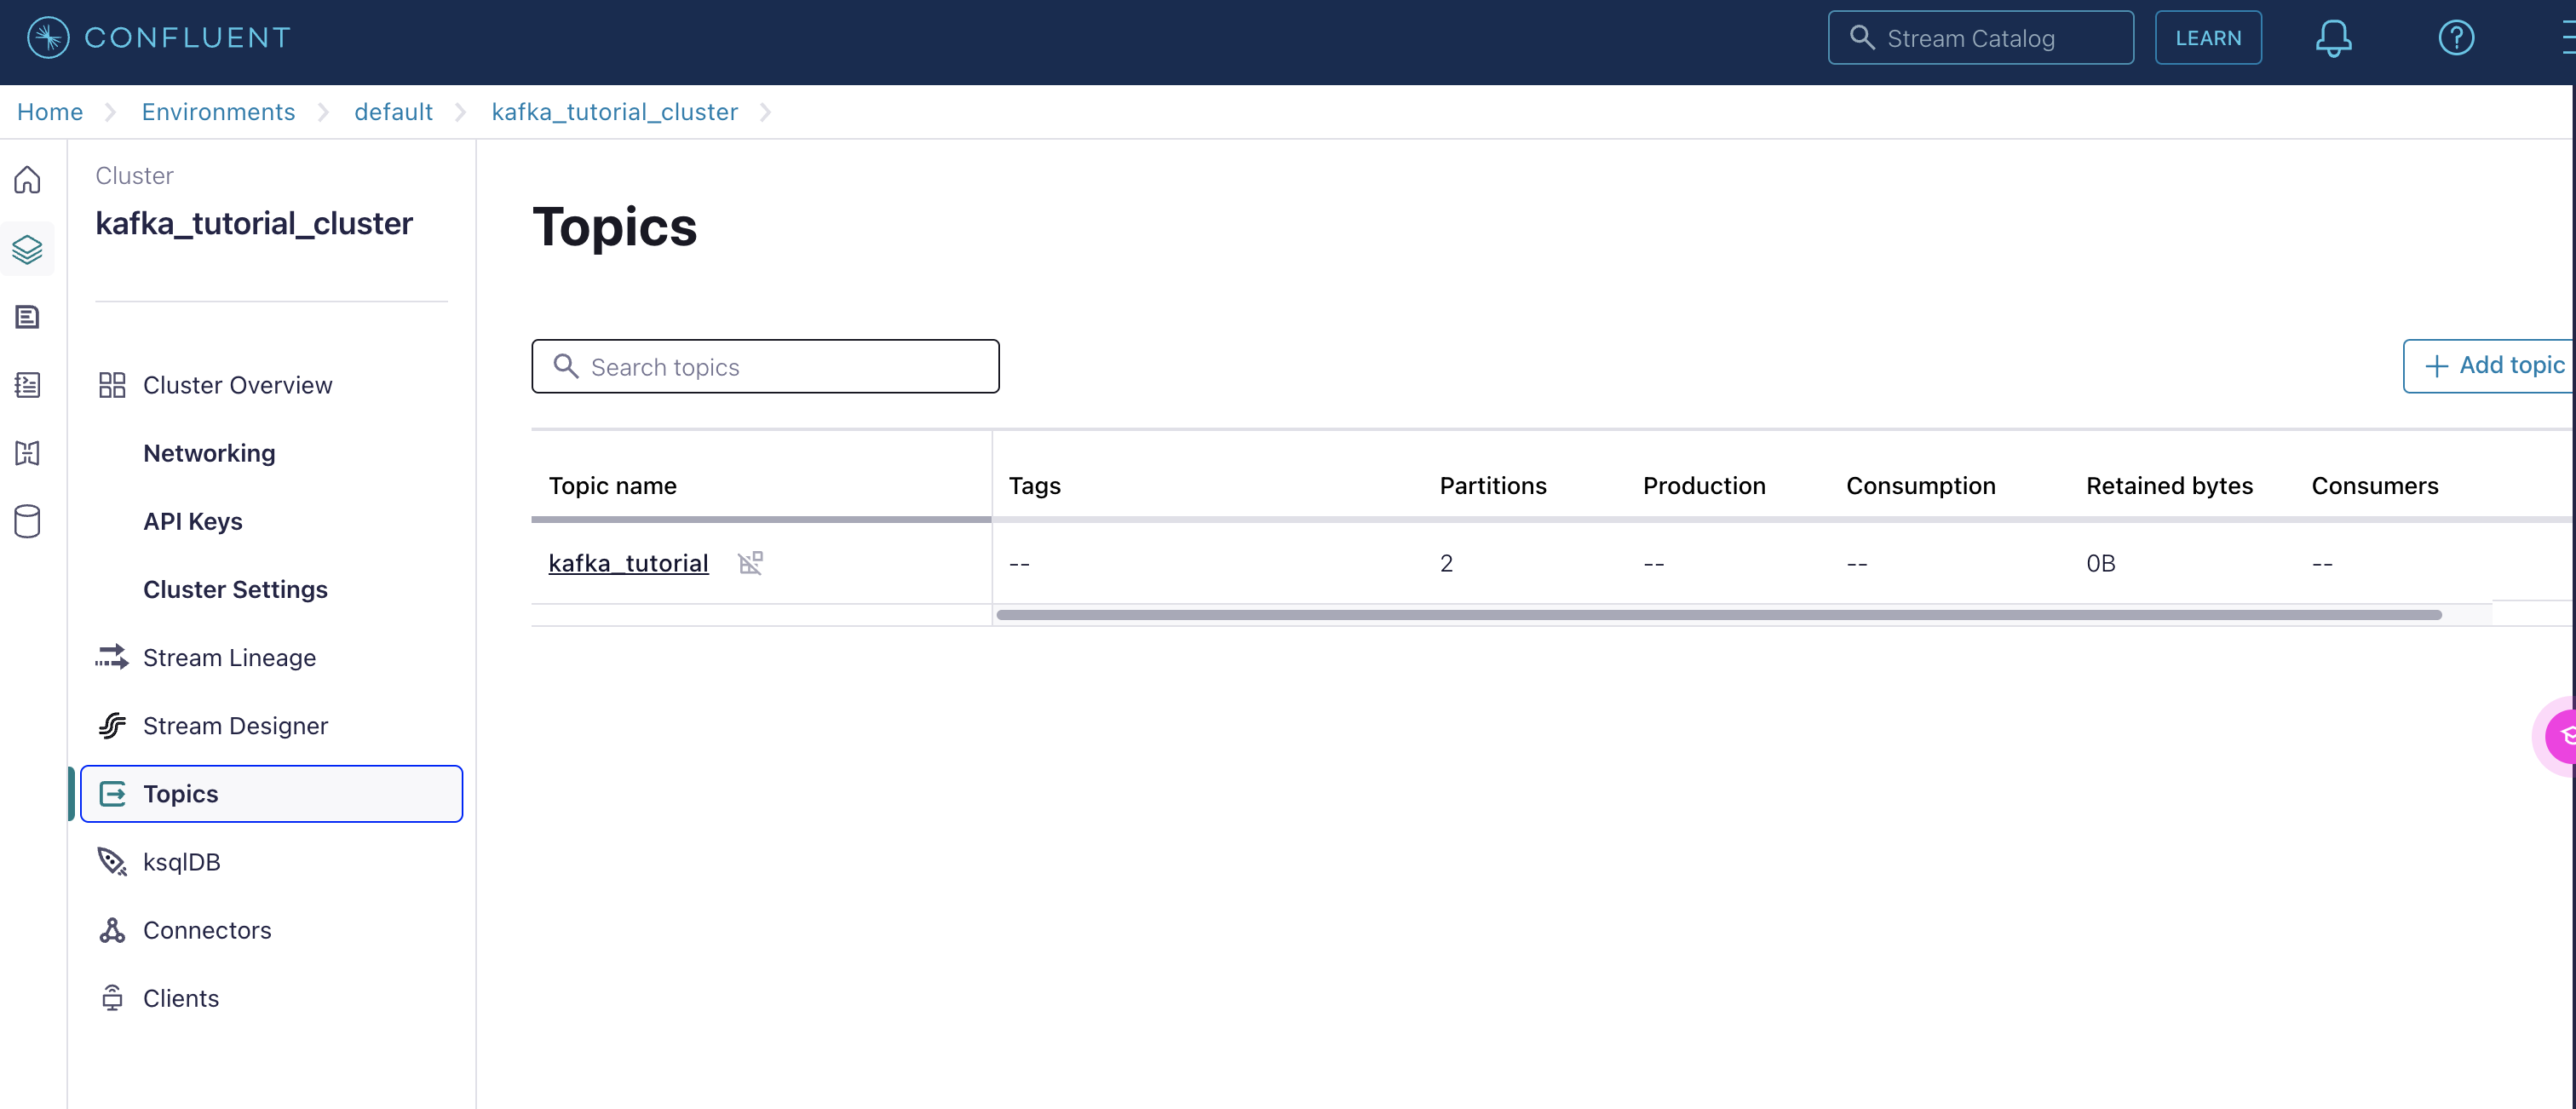 CONFLUENT
Stream Catalog
LEARN
Home
Environments
default
kafka_tutorial_cluster
Cluster
kafka_tutorial_cluster
Cluster Overview
Networking
API Keys
Cluster Settings
Stream Lineage
Stream Designer
Topics
ksqlDB
Connectors
Clients
Topics
Search topics
+ Add topic
Topic name Tags Partitions Production Consumption Retained bytes Consumers
kafka_tutorial -- 2 -- -- 0B --